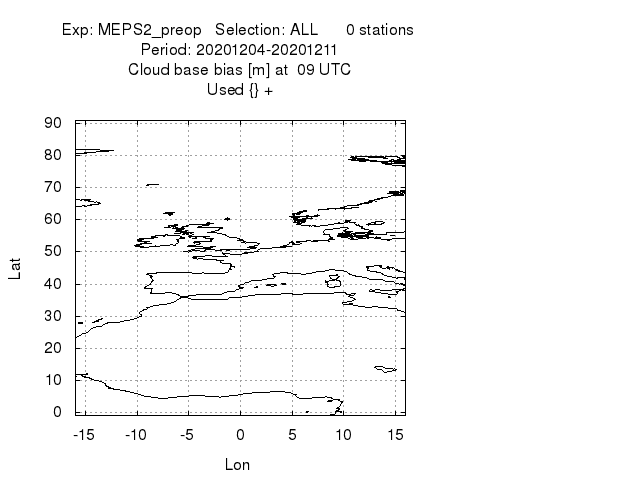 Exp: MEPS2_preop Selection: ALL 0 stations
Period: 20201204-20201211
Cloud base bias [m] at 09 UTC
Used {} +
90
80
70
60
50
40
30
20
10
0
Lat
-15 -10 -5 0 5 10 15
Lon